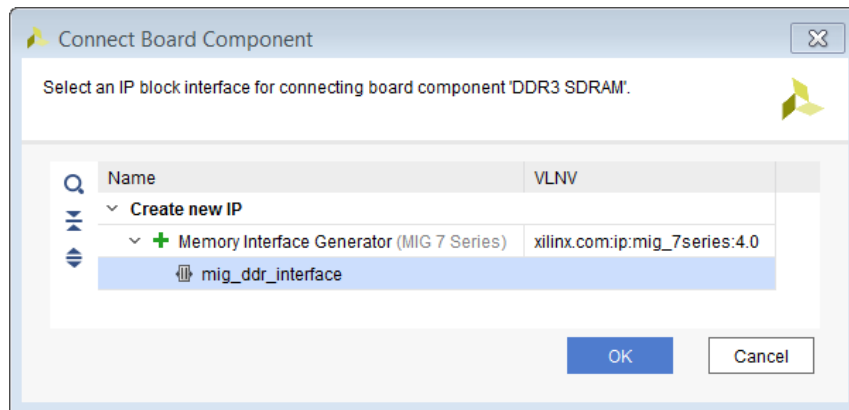 Connect Board Component
Select an IP block interface for connecting board component 'DDR3 SDRAM'.
Name VLNV
Create new IP
Memory Interface Generator (MIG 7 Series) xilinx.com:ip:mig_7series:4.0
mig_ddr_interface
OK Cancel